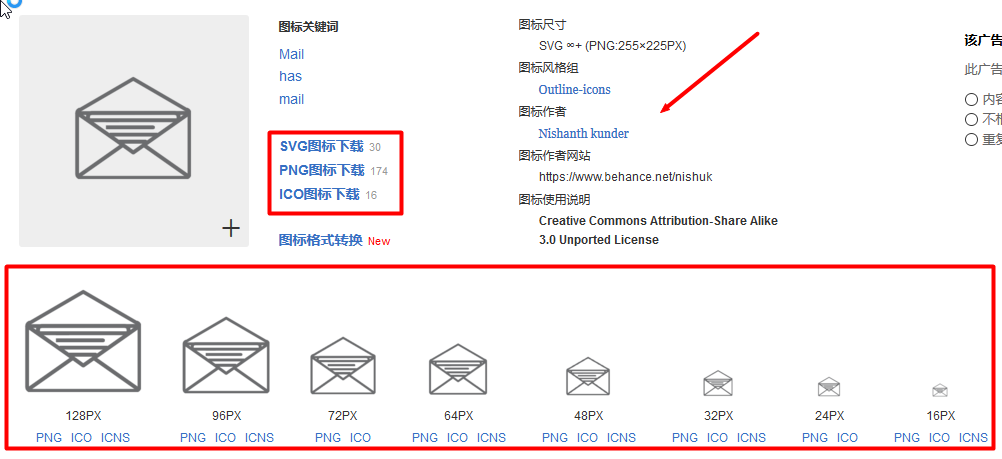 图标关键词
Mail
has
mail
SVG图标下载 30
PNG图标下载 174
ICO图标下载 16
图标格式转换 New
图标尺寸
SVG ∞+ (PNG:255×225PX)
图标风格组
Outline-icons
图标作者
Nishanth kunder
图标作者网站
https://www.behance.net/nishuk
图标使用说明
Creative Commons Attribution-Share Alike
3.0 Unported License
该广告
此广告
内容
重复
128PX 96PX 72PX 64PX 48PX 32PX 24PX 16PX
PNG ICO ICNS PNG ICO ICNS PNG ICO PNG ICO ICNS PNG ICO ICNS PNG ICO ICNS PNG ICO PNG ICO ICNS